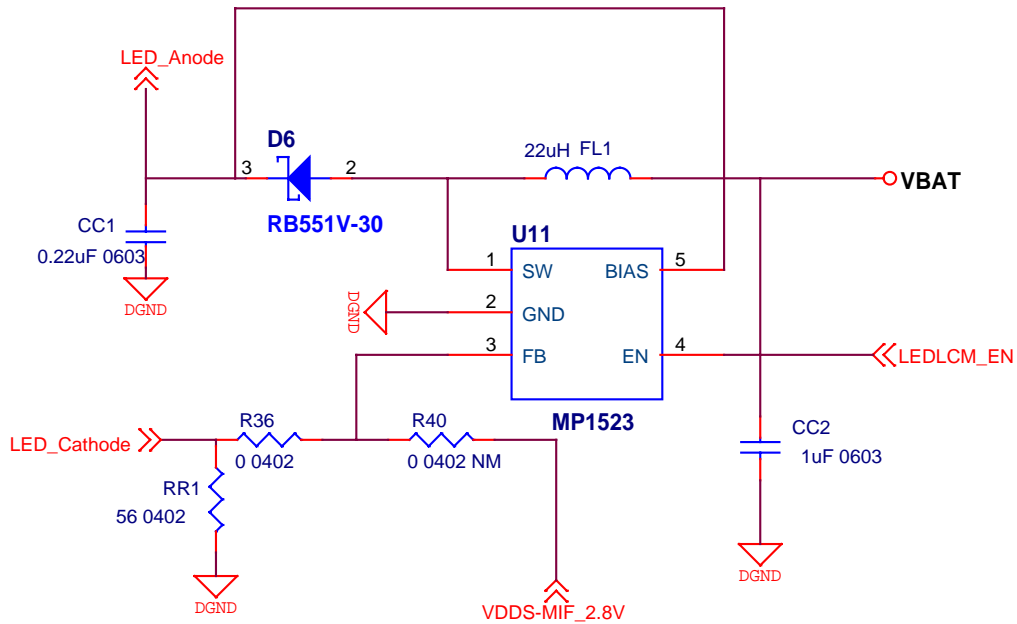 LED_Anode
D6
3
2
22uH FL1
VBAT
RB551V-30
CC1
0.22uF 0603
DGND
U11
1
SW
BIAS
5
DGND
2
GND
3
FB
EN
4
LEDLCM_EN
MP1523
R36
R40
LED_Cathode
0 0402
0 0402 NM
CC2
1uF 0603
RR1
56 0402
DGND
DGND
VDDS-MIF_2.8V